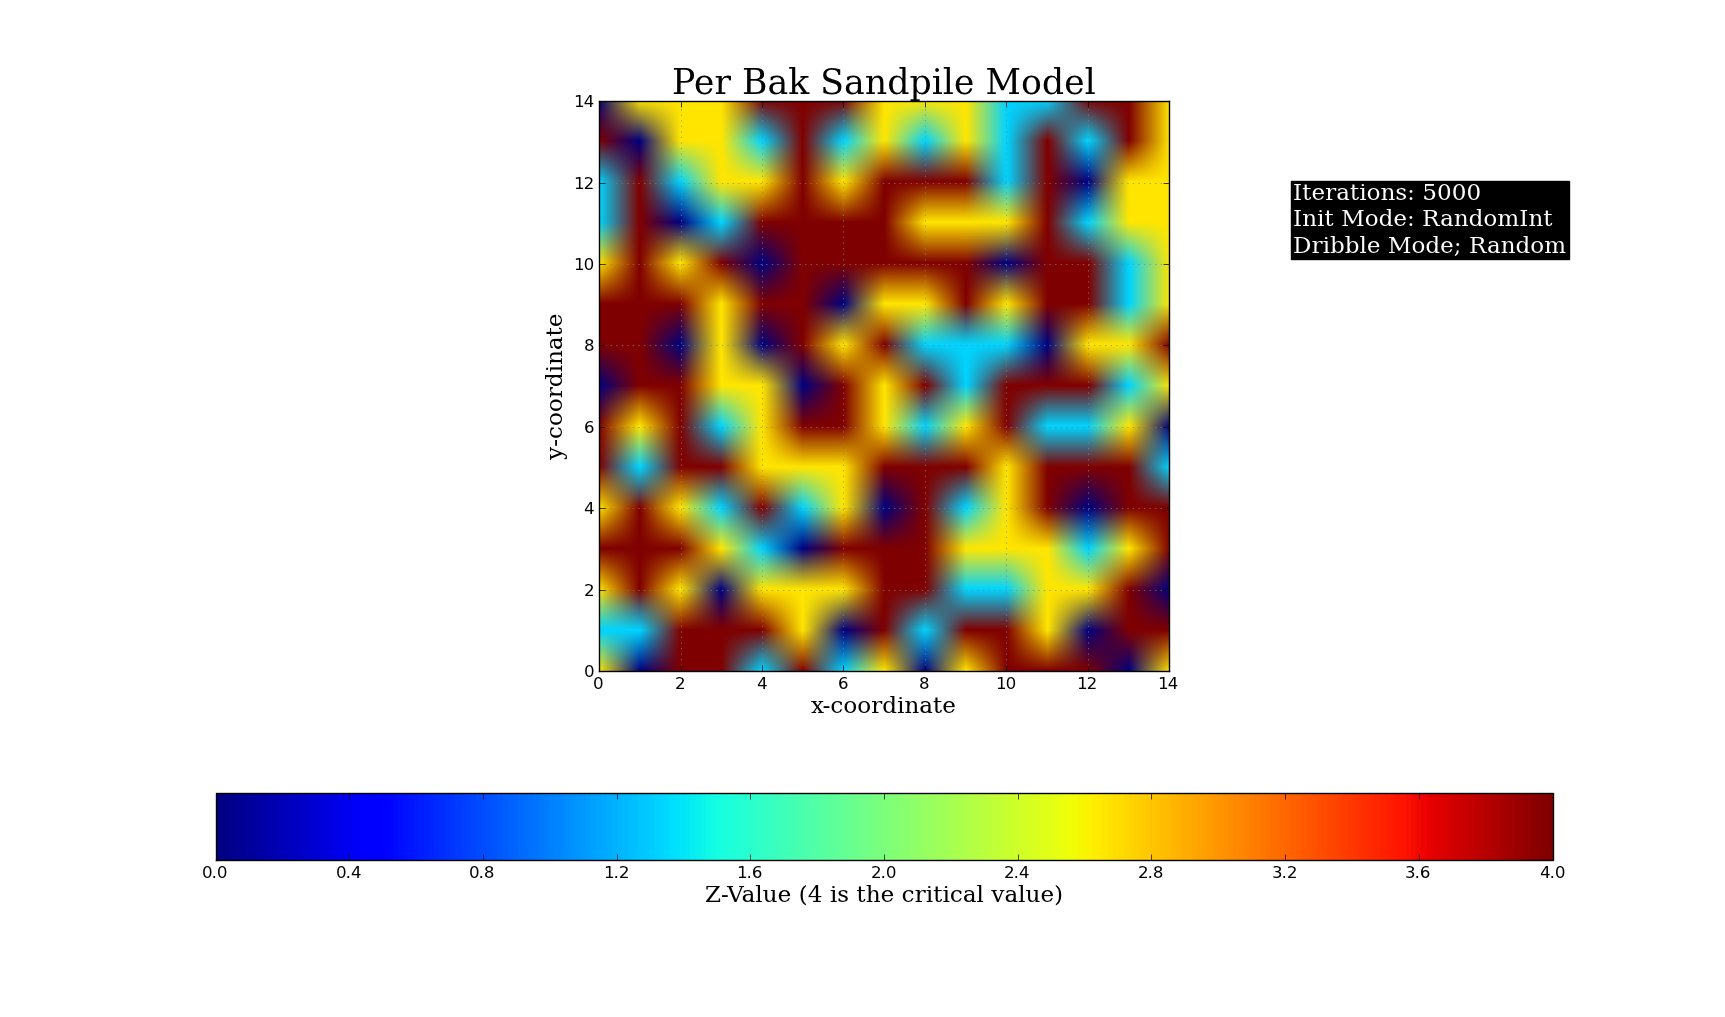 Per Bak Sandpile Model
14
12
10
8
6
4
2
0
y-coordinate
0 2 4 6 8 10 12 14
x-coordinate
Iterations: 5000
Init Mode: RandomInt
Dribble Mode; Random
0.0 0.4 0.8 1.2 1.6 2.0 2.4 2.8 3.2 3.6 4.0
Z-Value (4 is the critical value)